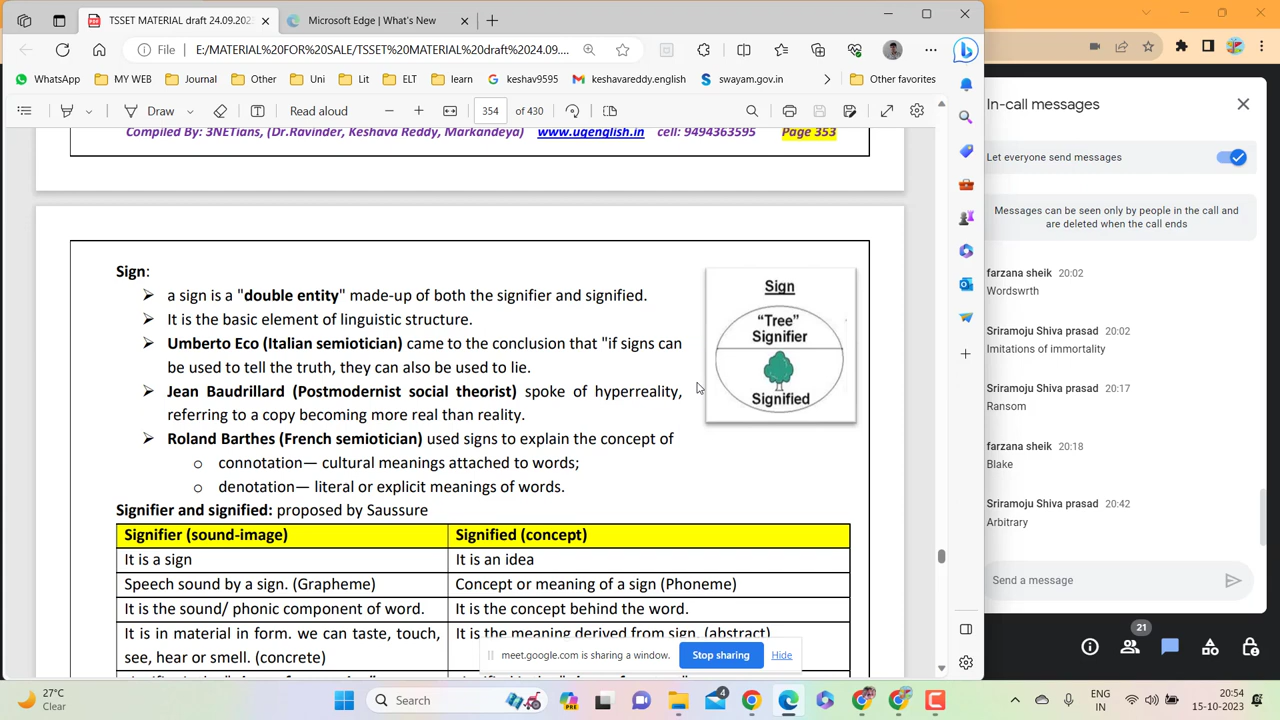 TSSET MATERIAL draft 24.09.202
Microsoft Edge | What's New
File
E:/MATERIAL%20FOR%20SALE/TSSET%20MATERIAL%20draft%2024.09....
WhatsApp
MY WEB
Journal
Other
Uni
Lit
ELT
learn
keshav9595
keshavareddy.english
swayam.gov.in
Other favorites
Draw
Read aloud
354
of 430
Compiled By: 3NETians, (Dr.Ravinder, Keshava Reddy, Markandeya) www.ugenglish.in cell: 9494363595 Page 353
Sign:
a sign is a "double entity" made-up of both the signifier and signified.
It is the basic element of linguistic structure.
Umberto Eco (Italian semiotician) came to the conclusion that "if signs can
be used to tell the truth, they can also be used to lie.
Jean Baudrillard (Postmodernist social theorist) spoke of hyperreality,
referring to a copy becoming more real than reality.
Roland Barthes (French semiotician) used signs to explain the concept of
connotation— cultural meanings attached to words;
denotation— literal or explicit meanings of words.
Sign
"Tree"
Signifier
Signified
Signifier and signified: proposed by Saussure
Signifier (sound-image) Signified (concept)
It is a sign It is an idea
Speech sound by a sign. (Grapheme) Concept or meaning of a sign (Phoneme)
It is the sound/ phonic component of word. It is the concept behind the word.
It is in material in form. we can taste, touch, It is the meaning derived from sign. (abstract)
see, hear or smell. (concrete)
meet.google.com is sharing a window.
Stop sharing
Hide
In-call messages
Let everyone send messages
Messages can be seen only by people in the call and
are deleted when the call ends
farzana sheik 20:02
Wordswrth
Sriramoju Shiva prasad 20:02
Imitations of immortality
Sriramoju Shiva prasad 20:17
Ransom
farzana sheik 20:18
Blake
Sriramoju Shiva prasad 20:42
Arbitrary
Send a message
21
27°C
Clear
Search
4
ENG
IN
20:54
15-10-2023